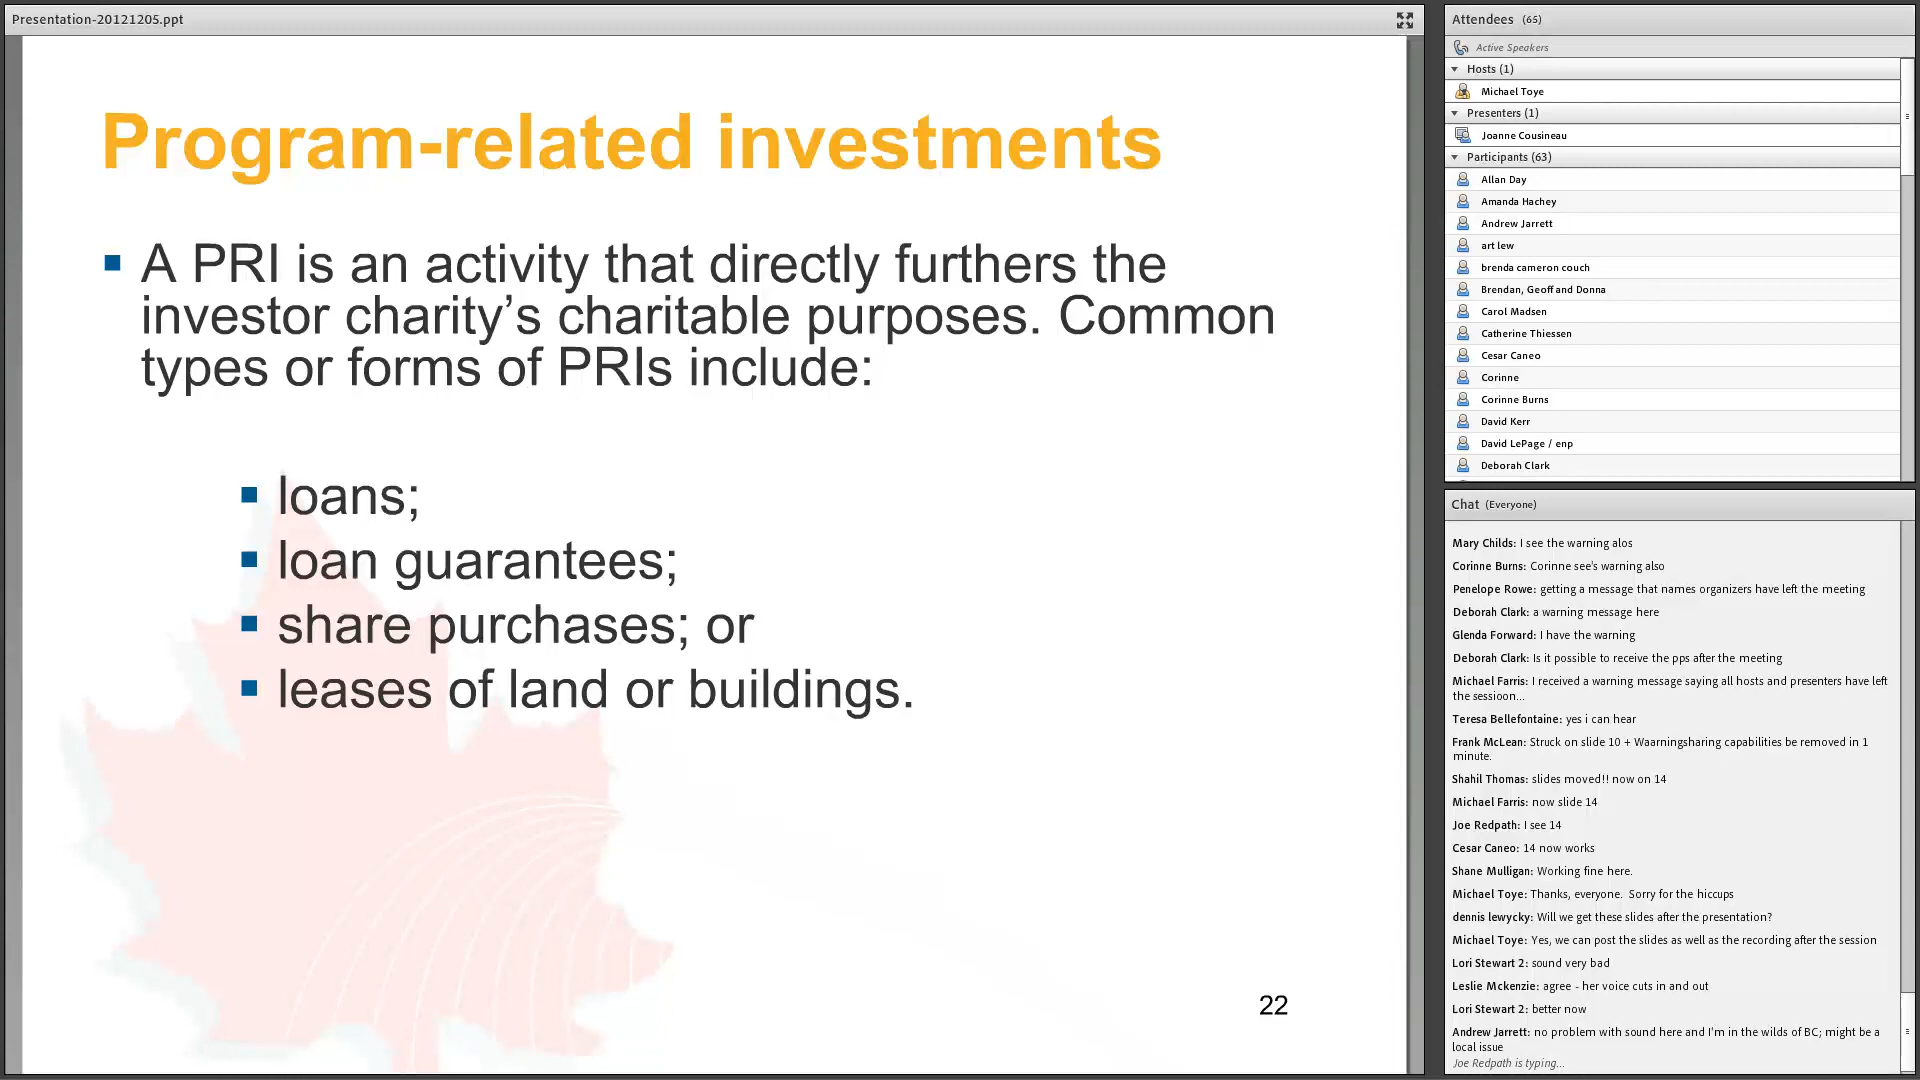 Presentation-20121205.ppt
Program-related investments
A PRI is an activity that directly furthers the
investor charity’s charitable purposes. Common
types or forms of PRIs include:
loans;
loan guarantees;
share purchases; or
leases of land or buildings.
22
Attendees (65)
Active Speakers
Hosts (1)
Michael Toye
Presenters (1)
Joanne Cousineau
Participants (63)
Allan Day
Amanda Hachey
Andrew Jarrett
art lew
brenda cameron couch
Brendan, Geoff and Donna
Carol Madsen
Catherine Thiessen
Cesar Caneo
Corinne
Corinne Burns
David Kerr
David LePage / enp
Deborah Clark
Chat (Everyone)
Mary Childs: I see the warning alos
Corinne Burns: Corinne see's warning also
Penelope Rowe: getting a message that names organizers have left the meeting
Deborah Clark: a warning message here
Glenda Forward: I have the warning
Deborah Clark: Is it possible to receive the pps after the meeting
Michael Farris: I received a warning message saying all hosts and presenters have left
the sessioon...
Teresa Bellefontaine: yes i can hear
Frank McLean: Struck on slide 10 + Waarningsharing capabilities be removed in 1
minute.
Shahil Thomas: slides moved!! now on 14
Michael Farris: now slide 14
Joe Redpath: I see 14
Cesar Caneo: 14 now works
Shane Mulligan: Working fine here.
Michael Toye: Thanks, everyone. Sorry for the hiccups
dennis lewycky: Will we get these slides after the presentation?
Michael Toye: Yes, we can post the slides as well as the recording after the session
Lori Stewart 2: sound very bad
Leslie Mckenzie: agree - her voice cuts in and out
Lori Stewart 2: better now
Andrew Jarrett: no problem with sound here and I'm in the wilds of BC; might be a
local issue
Joe Redpath is typing...